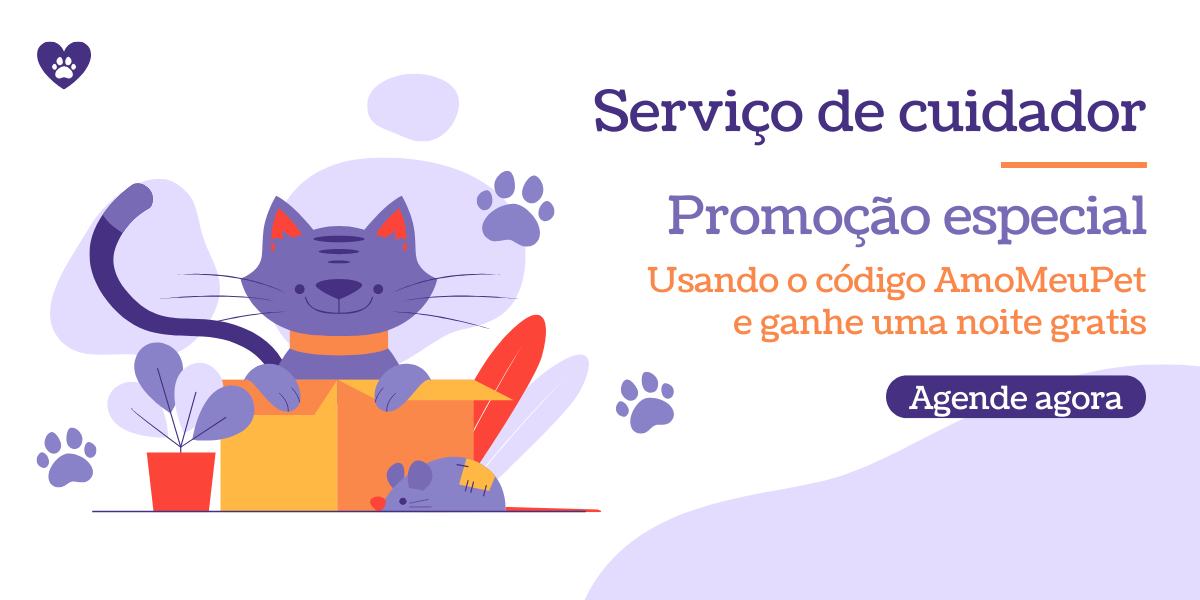 Serviço de cuidador
Promoção especial
Usando o código AmoMeuPet
e ganhe uma noite gratis
Agende agora